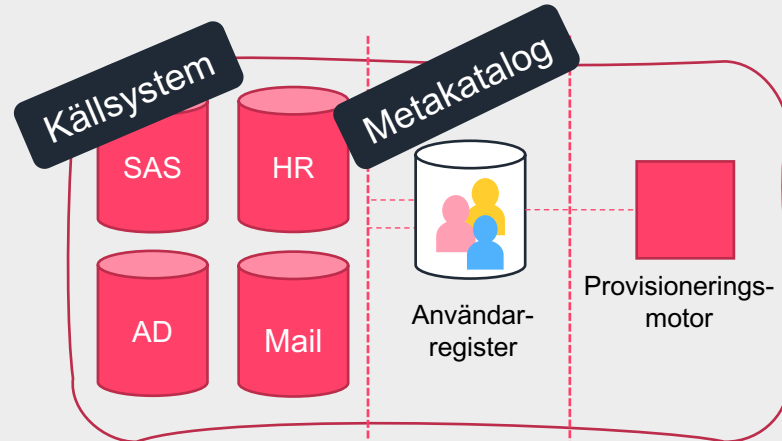 Källsystem
Metakatalog
SAS
HR
AD
Mail
Användar-
register
Provisionerings-
motor